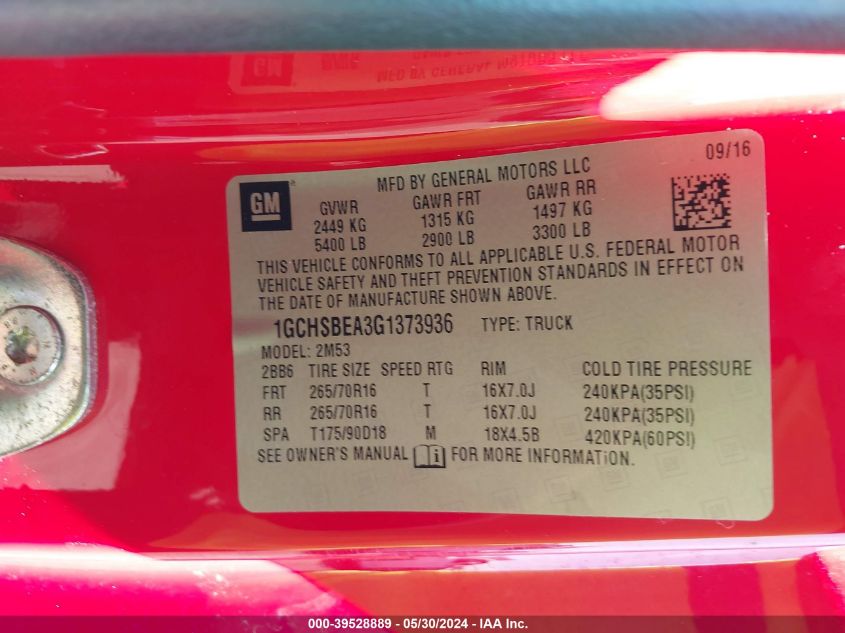 09/16
MFD BY GENERAL MOTORS LLC
GM
GVWR GAWR FRT GAWR RR
2449 KG 1315 KG 1497 KG
5400 LB 2900 LB 3300 LB
THIS VEHICLE CONFORMS TO ALL APPLICABLE U.S. FEDERAL MOTOR
VEHICLE SAFETY AND THEFT PREVENTION STANDARDS IN EFFECT ON
THE DATE OF MANUFACTURE SHOWN ABOVE.
1GCHSBEA3G1373936 TYPE: TRUCK
MODEL: 2M53
2BB6 TIRE SIZE SPEED RTG RIM COLD TIRE PRESSURE
FRT 265/70R16 T 16X7.0J 240KPA(35PSI)
RR 265/70R16 T 16X7.0J 240KPA(35PSI)
SPA T175/90D18 M 18X4.5B 420KPA(60PSI)
SEE OWNER'S MANUAL FOR MORE INFORMATION.
000-39528889 / 05/30/2024 - IAA Inc.